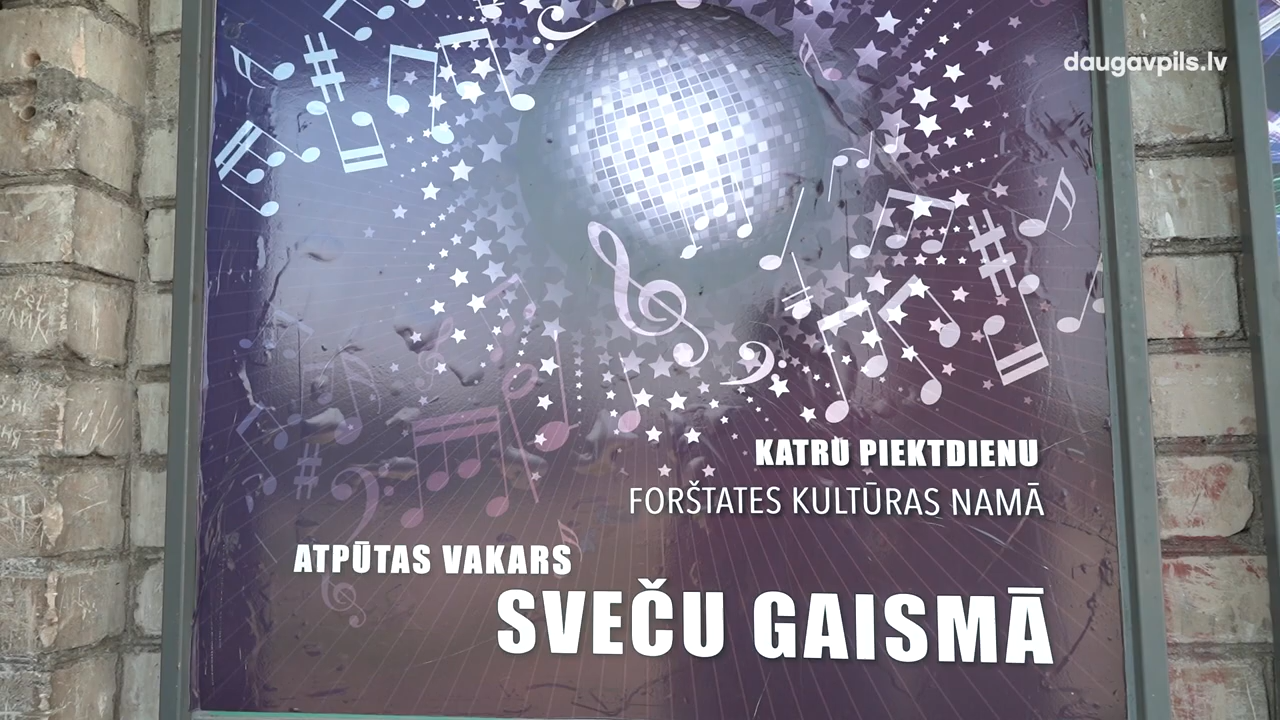 daugavpils.lv
KATRU PIEKTDIENU
FORŠTATES KULTŪRAS NAMĀ
ATPŪTAS VAKARS
SVEČU GAISMĀ